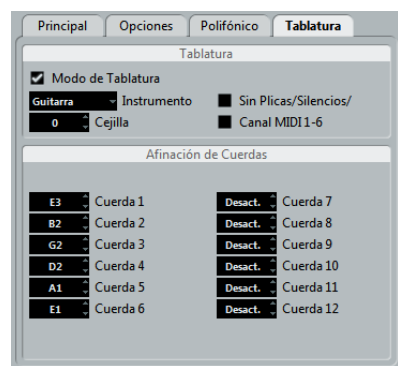 Principal Opciones Polifónico Tablatura
Tablatura
Modo de Tablatura
Guitarra Instrumento Sin Plicas/Silencios/
0 Cejilla Canal MIDI 1-6
Afinación de Cuerdas
E3 Cuerda 1 Desact. Cuerda 7
B2 Cuerda 2 Desact. Cuerda 8
G2 Cuerda 3 Desact. Cuerda 9
D2 Cuerda 4 Desact. Cuerda 10
A1 Cuerda 5 Desact. Cuerda 11
E1 Cuerda 6 Desact. Cuerda 12